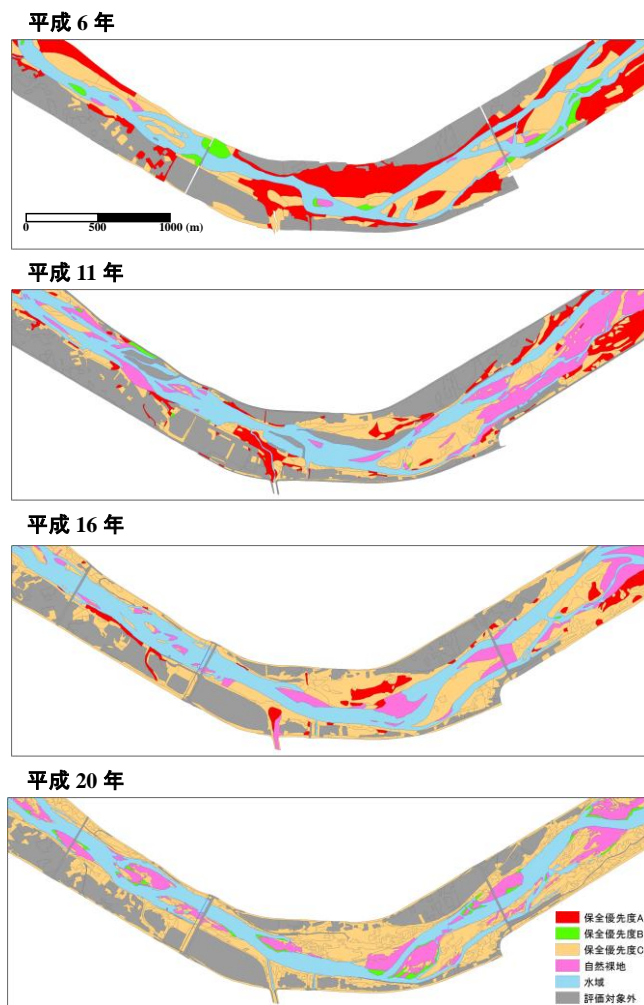 平成 6 年
0 500 1000 (m)
平成 11 年
平成 16 年
平成 20 年
保全優先度A
保全優先度B
保全優先度C
自然裸地
水域
評価対象外